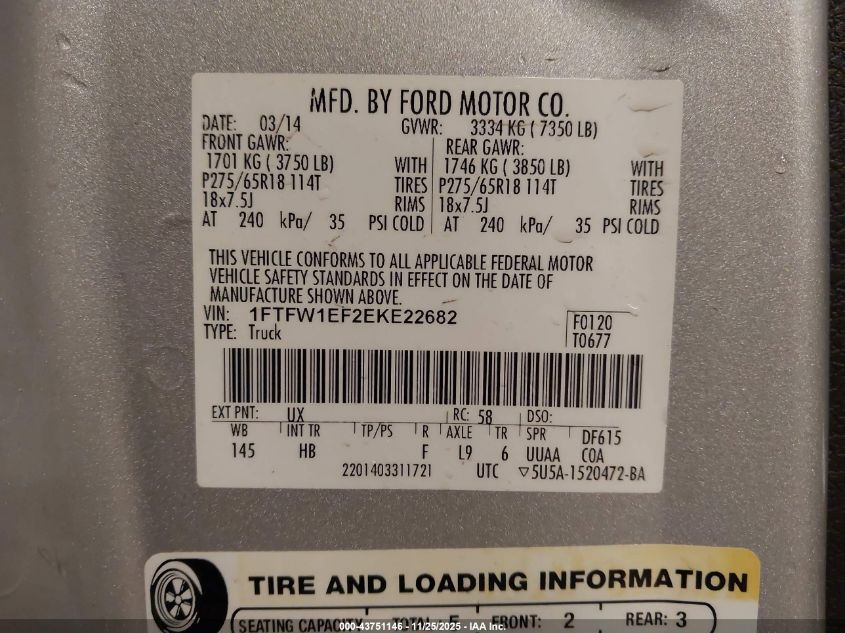 MFD. BY FORD MOTOR CO.
DATE: 03/14 GVWR: 3334 KG ( 7350 LB)
FRONT GAWR: REAR GAWR:
1701 KG ( 3750 LB) WITH 1746 KG ( 3850 LB) WITH
P275/65R18 114T TIRES P275/65R18 114T TIRES
18x7.5J RIMS 18x7.5J RIMS
AT 240 kPa/ 35 PSI COLD AT 240 kPa/ 35 PSI COLD
THIS VEHICLE CONFORMS TO ALL APPLICABLE FEDERAL MOTOR
VEHICLE SAFETY STANDARDS IN EFFECT ON THE DATE OF
MANUFACTURE SHOWN ABOVE.
VIN: 1FTFW1EF2EKE22682 F0120
TYPE: Truck T0677
EXT PNT: UX RC: 58 DSO:
WB INT TR TP/PS R AXLE TR SPR DF615
145 HB F L9 6 UUAA COA
2201403311721 UTC ▽5U5A-1520472-BA
TIRE AND LOADING INFORMATION
SEATING CAPACITY TOTAL 5 FRONT: 2 REAR: 3
000-43751146 - 11/25/2025 - IAA Inc.